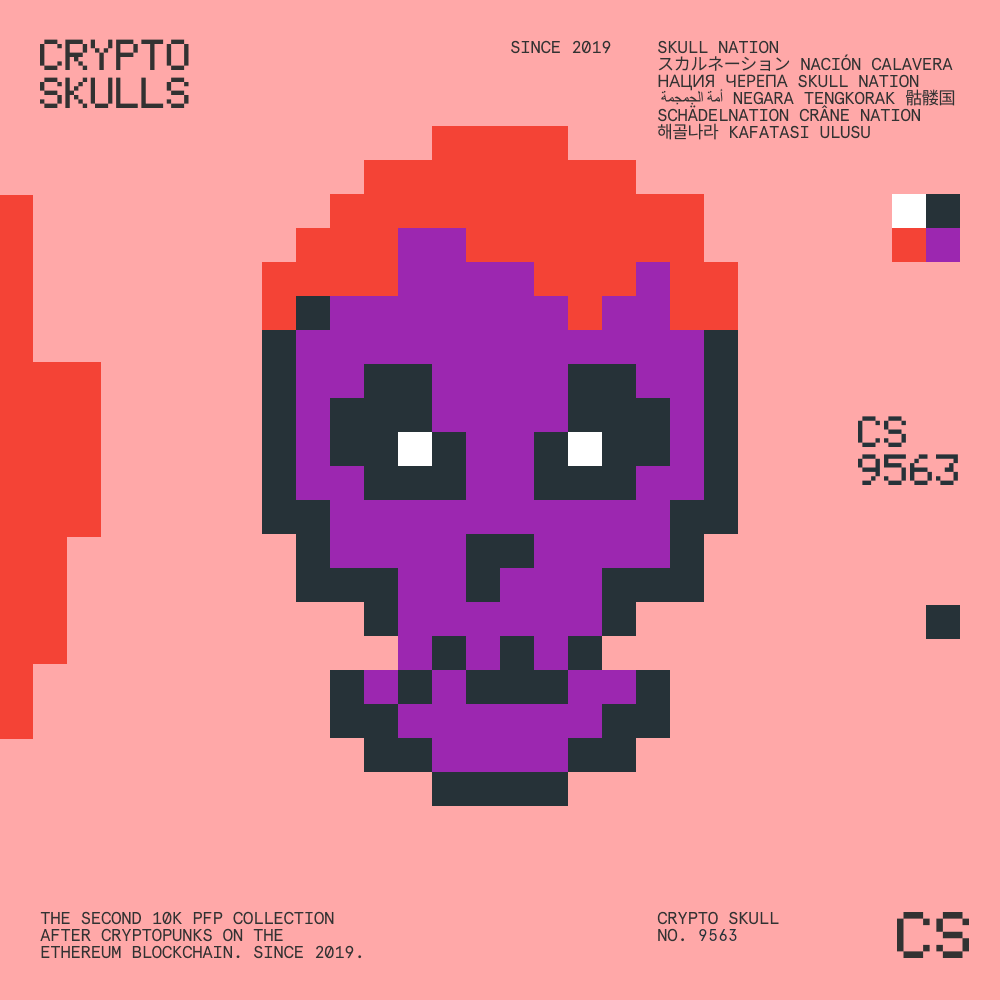 CRYPTO
SKULLS
SINCE 2019
SKULL NATION
スカルネーション NACIÓN CALAVERA
НАЦИЯ ЧЕРЕПА SKULL NATION
أمة الجمجمة NEGARA TENGKORAK 骷髅国
SCHÄDELNATION CRÂNE NATION
해골나라 KAFATASI ULUSU
CS
9563
THE SECOND 10K PFP COLLECTION
AFTER CRYPTOPUNKS ON THE
ETHEREUM BLOCKCHAIN. SINCE 2019.
CRYPTO SKULL
NO. 9563
CS